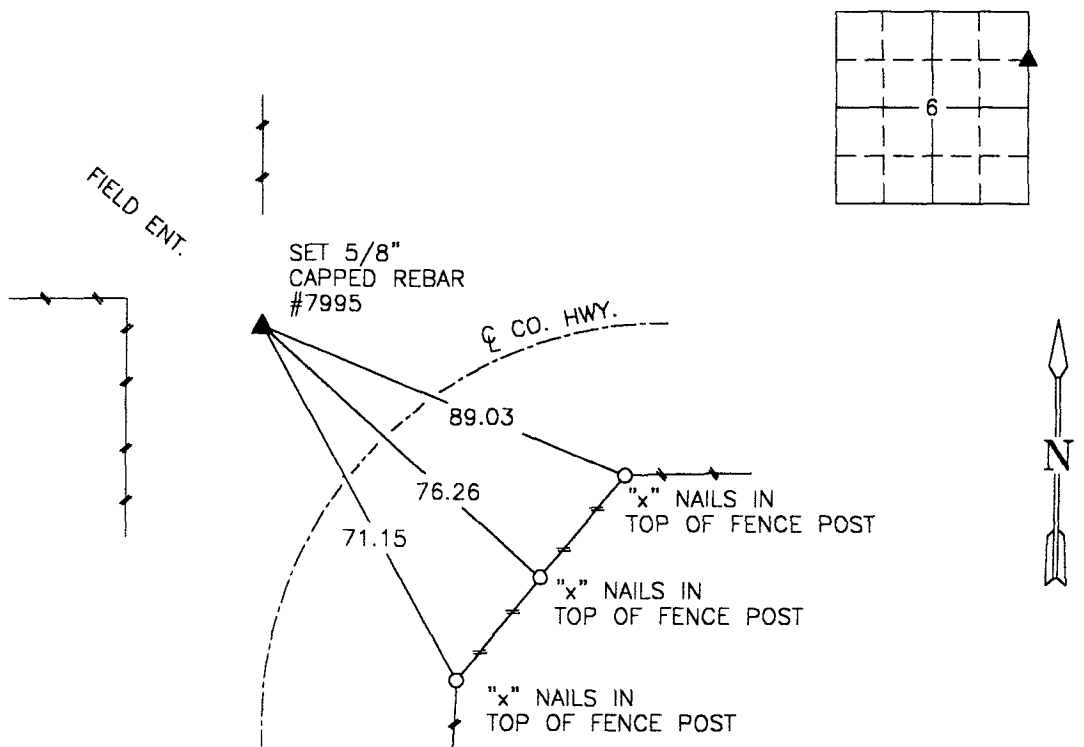 6
FIELD ENT.
SET 5/8"
CAPPED REBAR
#7995
℄ CO. HWY.
89.03
76.26
71.15
N
"x" NAILS IN
TOP OF FENCE POST
"x" NAILS IN
TOP OF FENCE POST
"x" NAILS IN
TOP OF FENCE POST